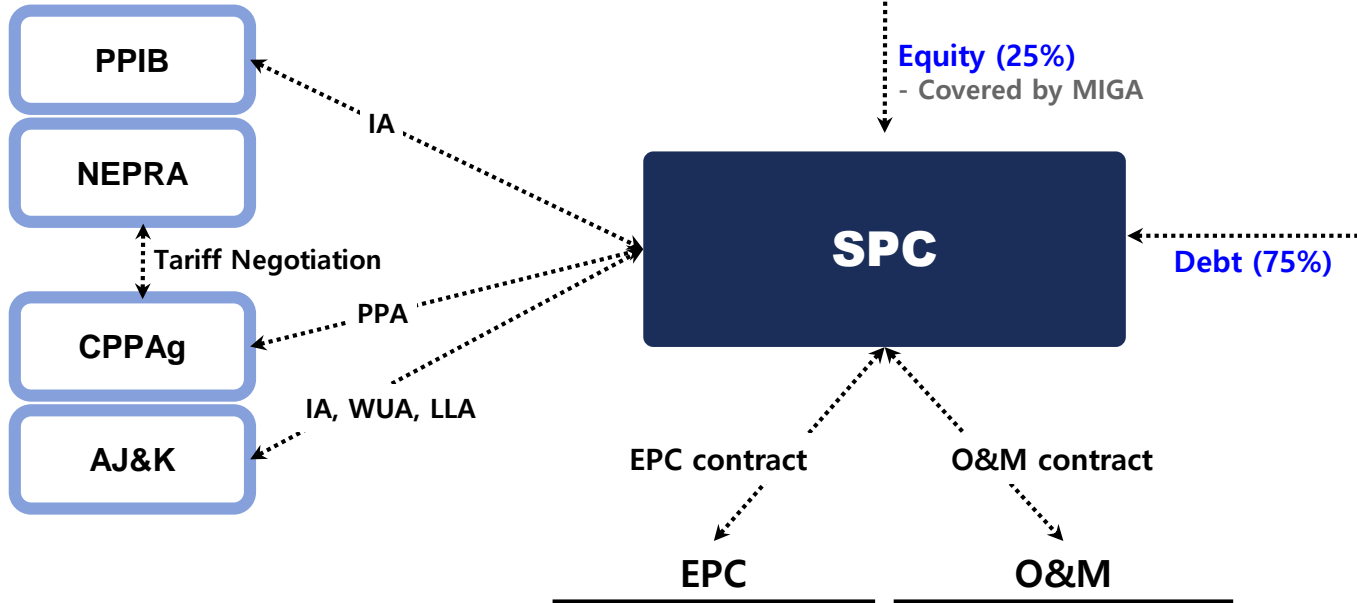 PPIB
Equity (25%)
- Covered by MIGA
IA
NEPRA
SPC
Tariff Negotiation
Debt (75%)
PPA
CPPAg
IA, WUA, LLA
AJ&K
EPC contract
O&M contract
EPC
O&M